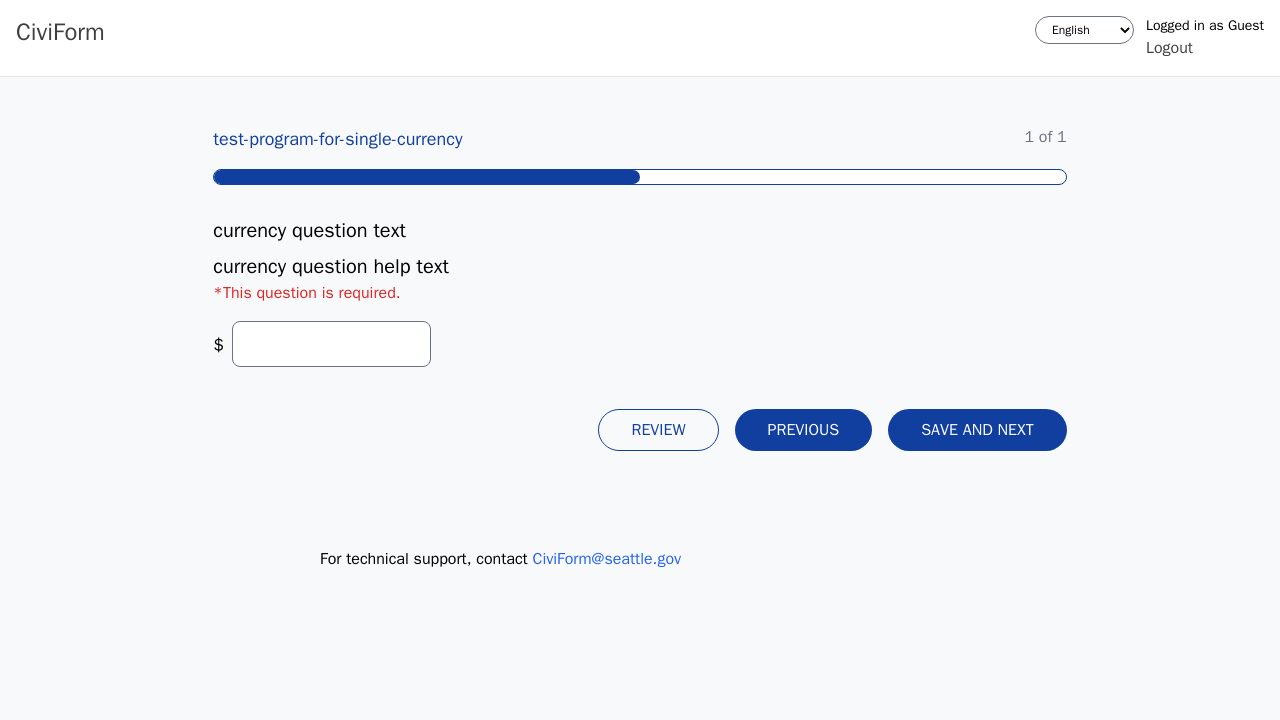 CiviForm
English
Logged in as Guest
Logout
test-program-for-single-currency
1 of 1
currency question text
currency question help text
*This question is required.
$
REVIEW
PREVIOUS
SAVE AND NEXT
For technical support, contact CiviForm@seattle.gov